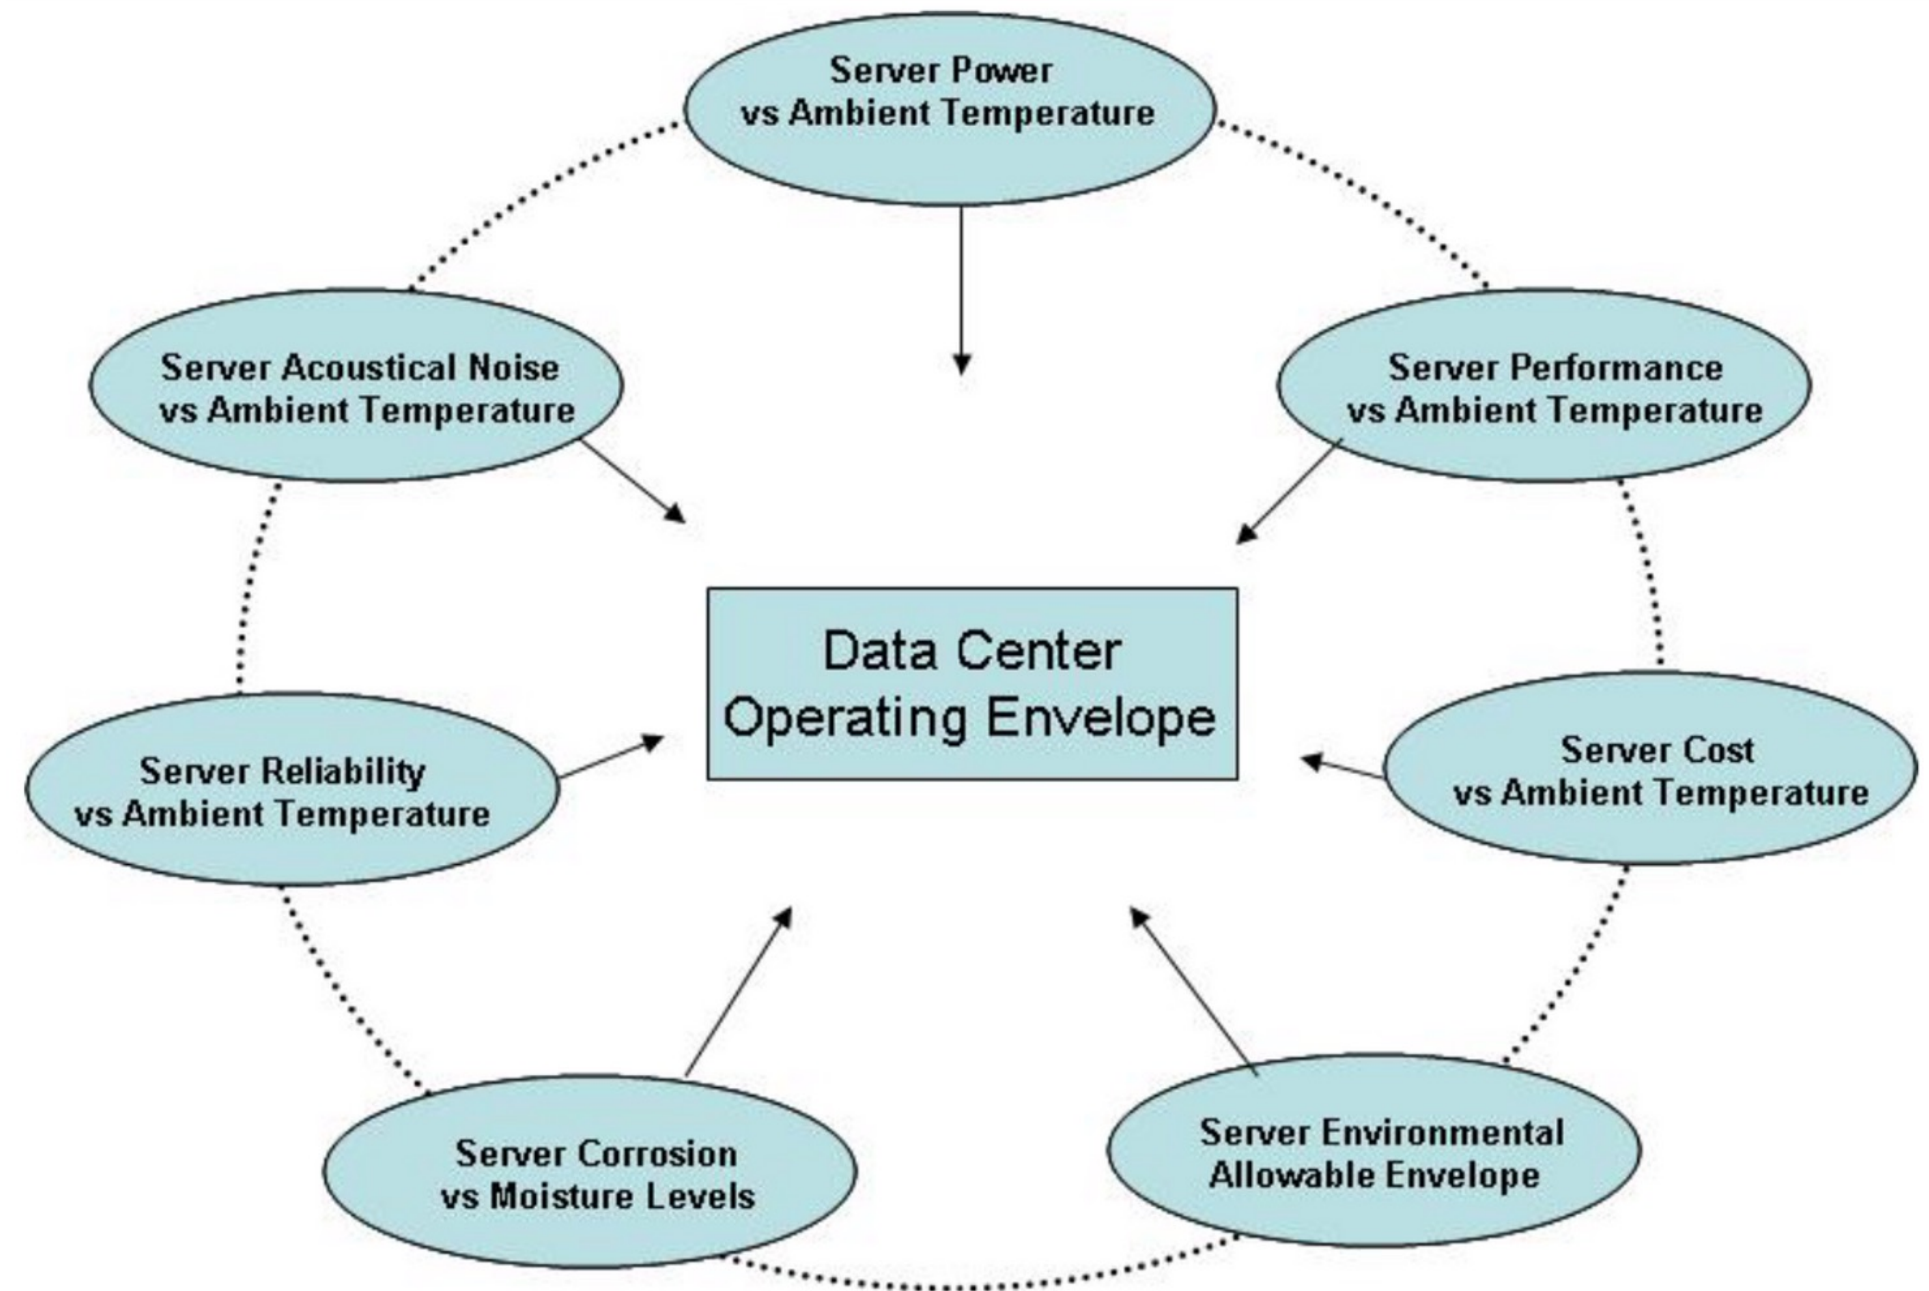 Server Power
vs Ambient Temperature
Server Acoustical Noise
vs Ambient Temperature
Server Performance
vs Ambient Temperature
Data Center
Operating Envelope
Server Reliability
vs Ambient Temperature
Server Cost
vs Ambient Temperature
Server Corrosion
vs Moisture Levels
Server Environmental
Allowable Envelope